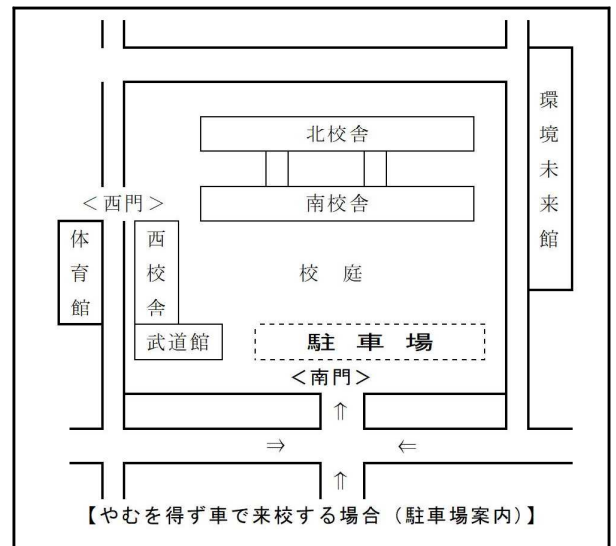 北校舎
環境未来館
南校舎
＜西門＞
体育館
西校舎
校 庭
武道館
駐 車 場
＜南門＞
⇑
⇒ ⇐
⇑
【やむを得ず車で来校する場合（駐車場案内）】